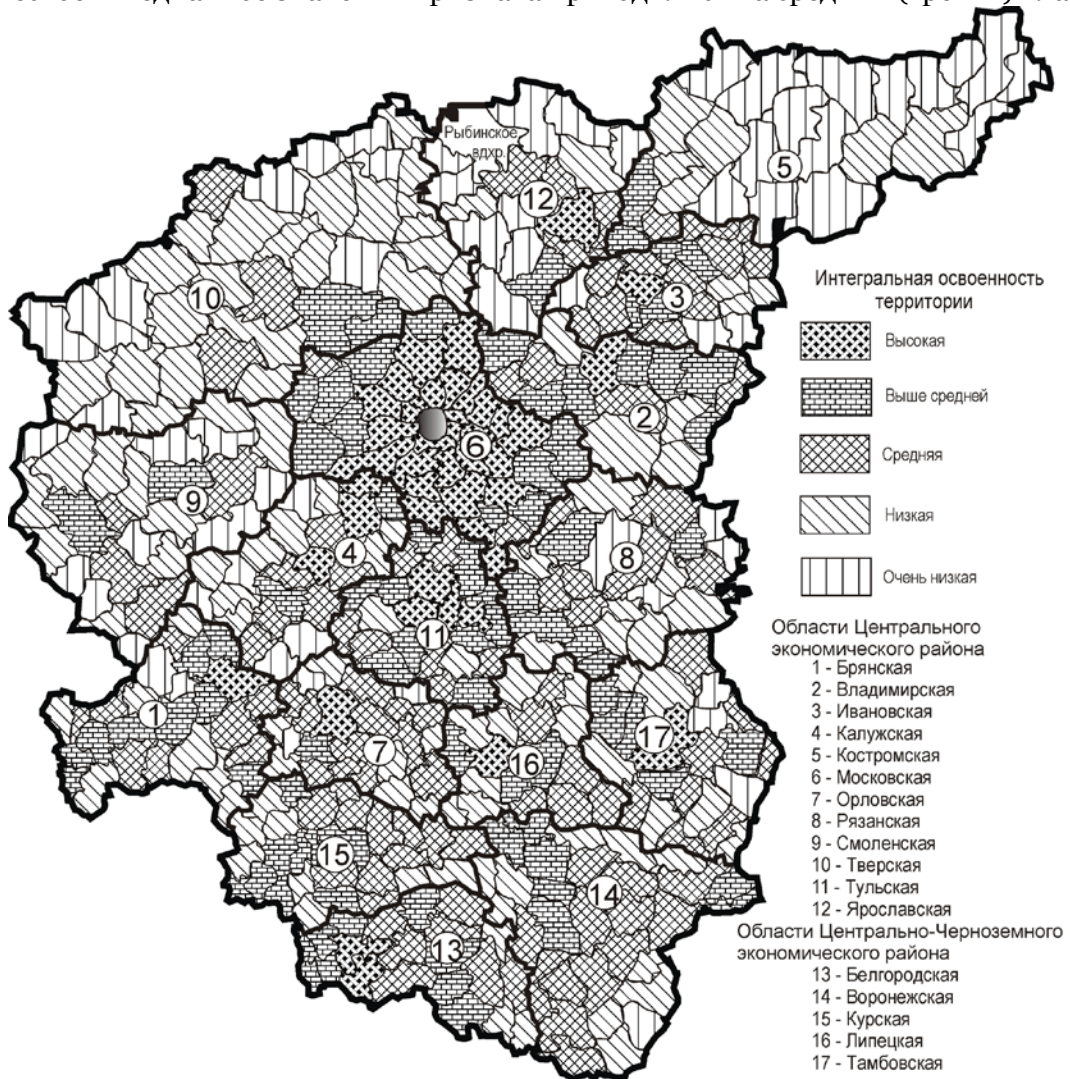 Рыбинское
вдхр.
5
12
10
3
2
6
9
4
8
11
1
7
16
17
15
14
13
Интегральная освоенность
территории
Высокая
Выше средней
Средняя
Низкая
Очень низкая
Области Центрального
экономического района
1 - Брянская
2 - Владимирская
3 - Ивановская
4 - Калужская
5 - Костромская
6 - Московская
7 - Орловская
8 - Рязанская
9 - Смоленская
10 - Тверская
11 - Тульская
12 - Ярославская
Области Центрально-Черноземного
экономического района
13 - Белгородская
14 - Воронежская
15 - Курская
16 - Липецкая
17 - Тамбовская